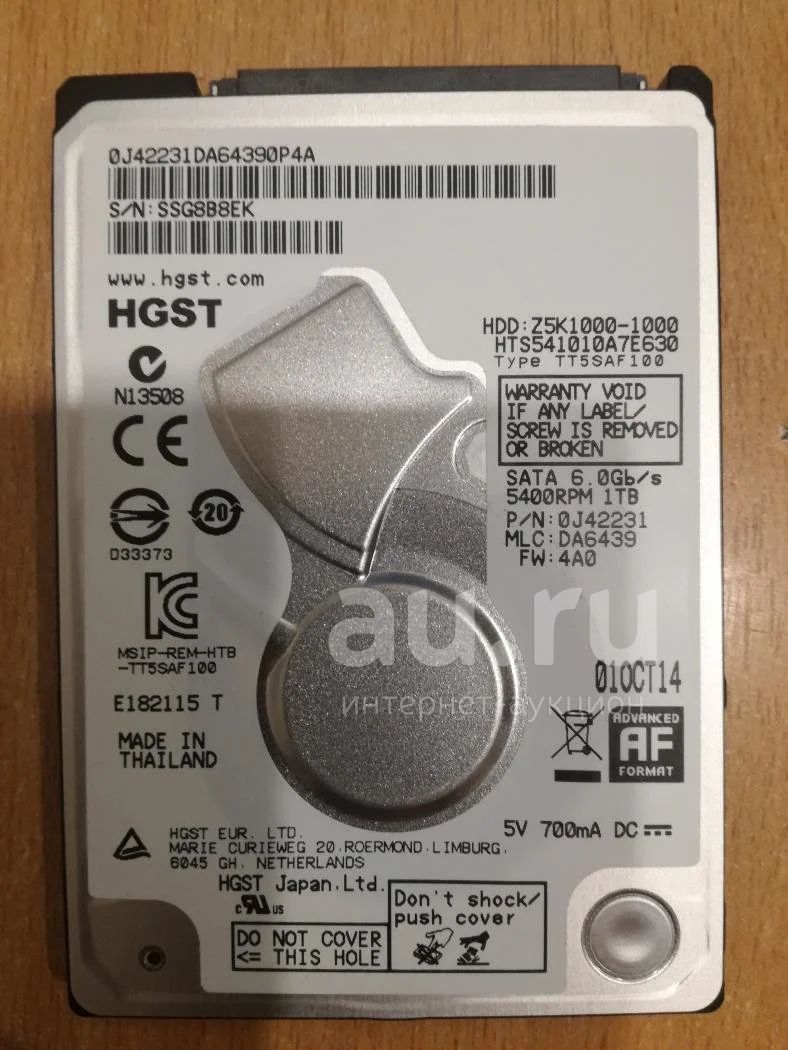 0J42231DA64390P4A
S/N:SSG8B8EK
www.hgst.com
HGST
N13508
CE
20
D33373
MSIP-REM-HTB
-TT5SAF100
E182115 T
MADE IN
THAILAND
HDD:Z5K1000-1000
HTS541010A7E630
Type TT5SAF100
WARRANTY VOID
IF ANY LABEL/
SCREW IS REMOVED
OR BROKEN
SATA 6.0Gb/s
5400RPM 1TB
P/N:0J42231
MLC:DA6439
FW:4A0
au.ru
интернет-аукцион
01OCT14
ADVANCED
AF
FORMAT
5V 700mA DC
HGST EUR. LTD.
MARIE CURIEWEG 20.ROERMOND.LIMBURG.
6045 GH. NETHERLANDS
HGST Japan,Ltd.
c RU US
Don't shock/
push cover
DO NOT COVER
<= THIS HOLE